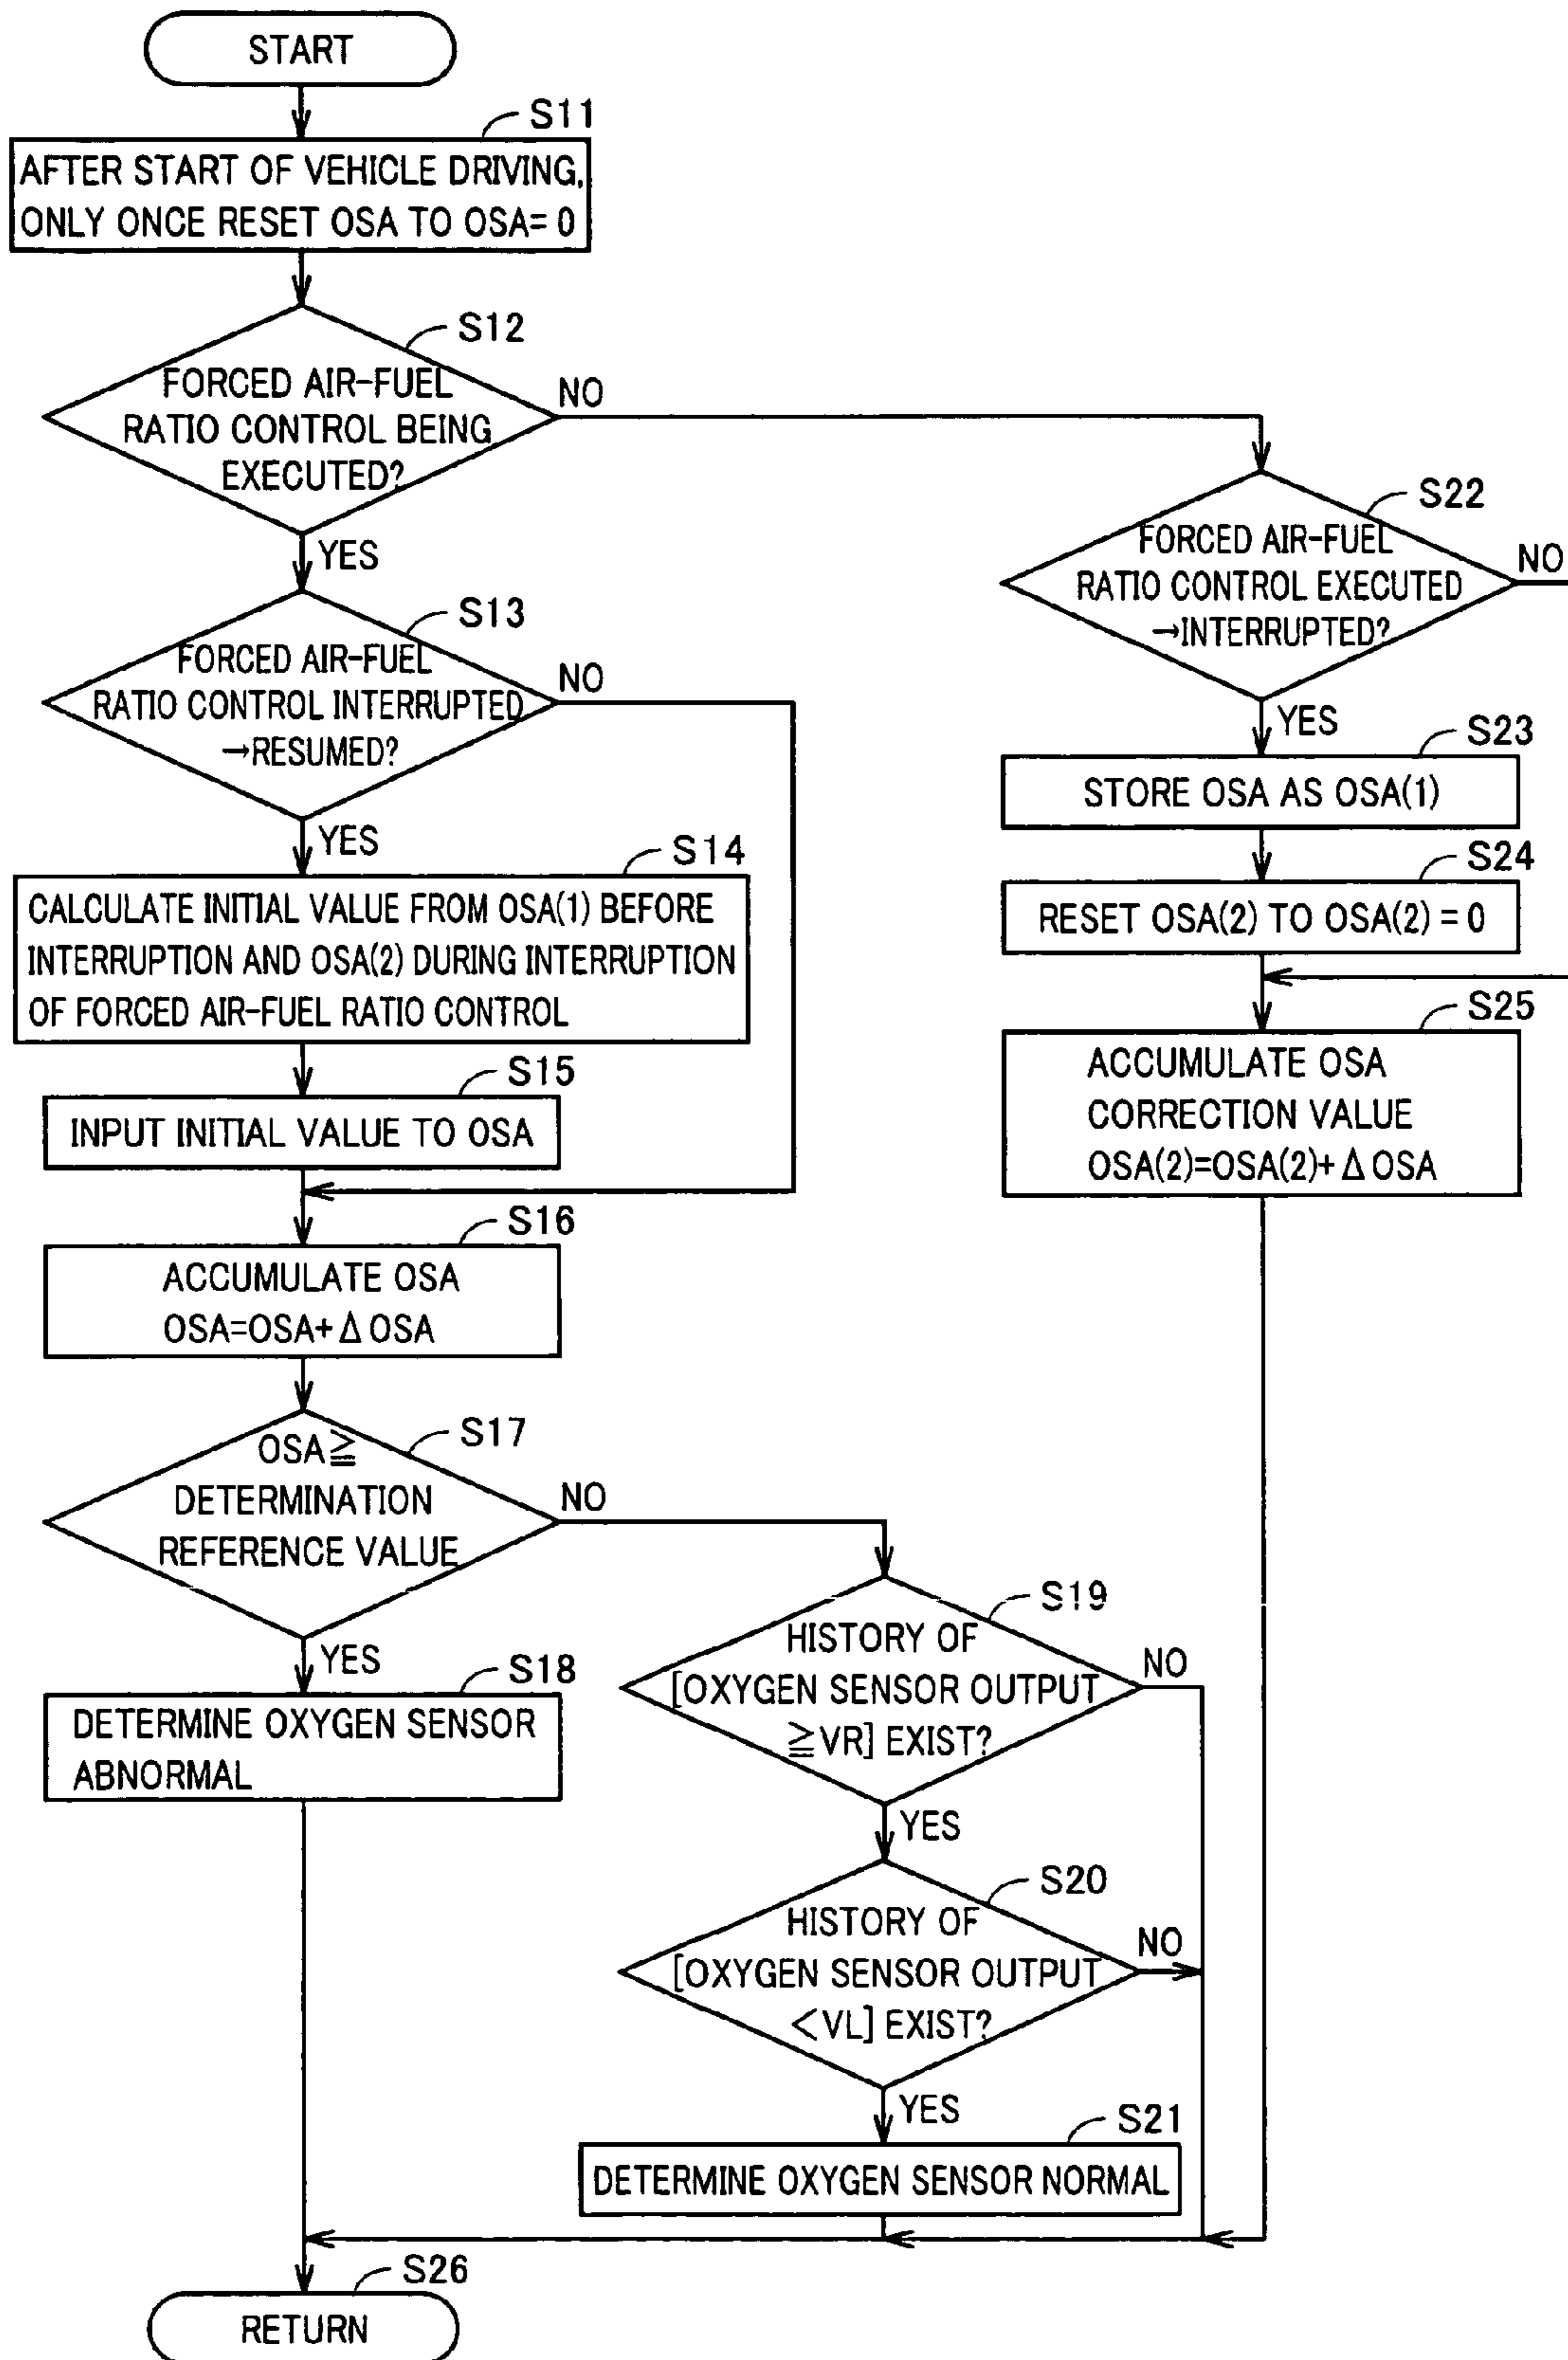 START
S11
AFTER START OF VEHICLE DRIVING,
ONLY ONCE RESET OSA TO OSA= 0
S12
FORCED AIR-FUEL
RATIO CONTROL BEING
EXECUTED?
NO
YES
S13
FORCED AIR-FUEL
RATIO CONTROL INTERRUPTED
→RESUMED?
NO
YES
S14
CALCULATE INITIAL VALUE FROM OSA(1) BEFORE
INTERRUPTION AND OSA(2) DURING INTERRUPTION
OF FORCED AIR-FUEL RATIO CONTROL
S15
INPUT INITIAL VALUE TO OSA
S16
ACCUMULATE OSA
OSA=OSA+Δ OSA
S17
OSA≧
DETERMINATION
REFERENCE VALUE
NO
YES
S18
DETERMINE OXYGEN SENSOR
ABNORMAL
S19
HISTORY OF
[OXYGEN SENSOR OUTPUT
≧VR] EXIST?
NO
YES
S20
HISTORY OF
[OXYGEN SENSOR OUTPUT
<VL] EXIST?
NO
YES
S21
DETERMINE OXYGEN SENSOR NORMAL
S22
FORCED AIR-FUEL
RATIO CONTROL EXECUTED
→INTERRUPTED?
NO
YES
S23
STORE OSA AS OSA(1)
S24
RESET OSA(2) TO OSA(2) = 0
S25
ACCUMULATE OSA
CORRECTION VALUE
OSA(2)=OSA(2)+Δ OSA
S26
RETURN